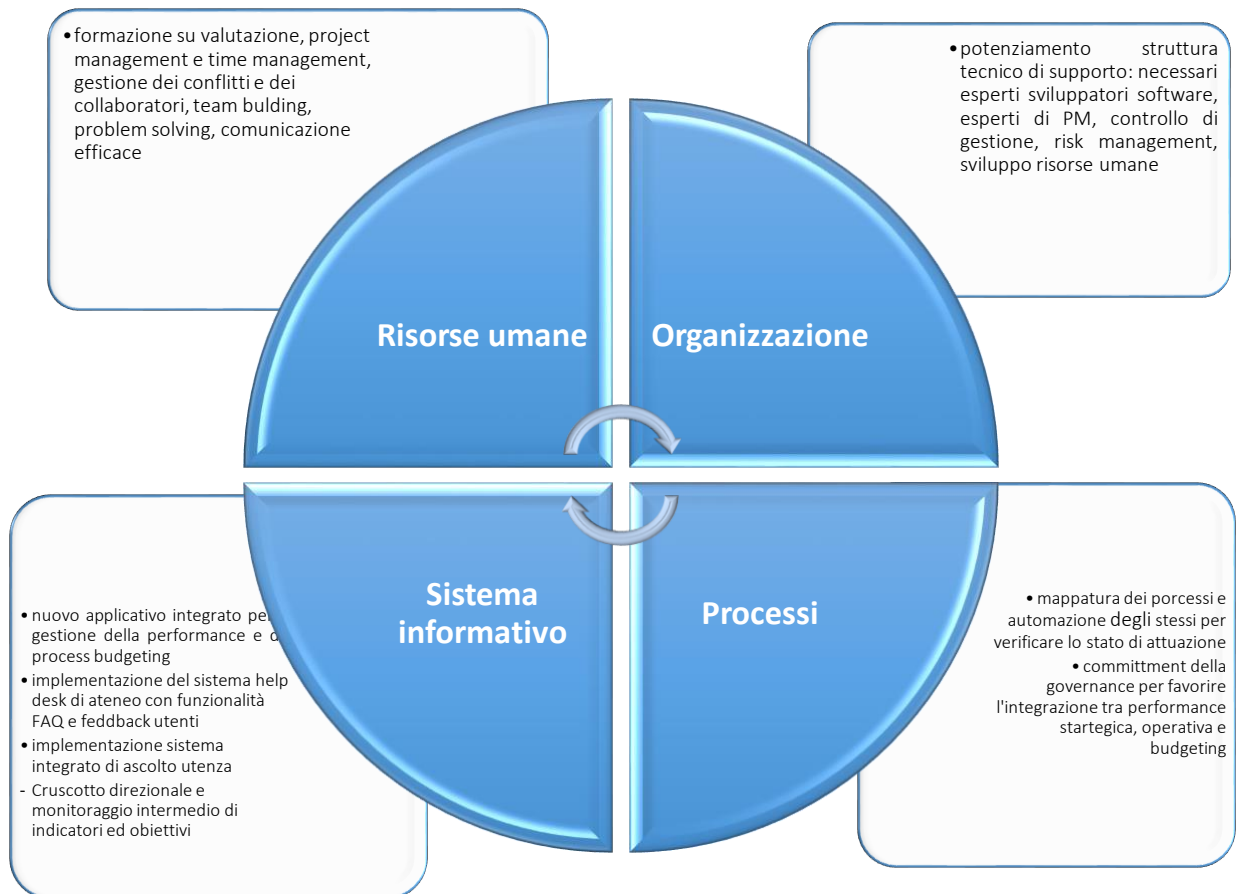 •formazione su valutazione, project
management e time management,
gestione dei conflitti e dei
collaboratori, team bulding,
problem solving, comunicazione
efficace
•potenziamento struttura
tecnico di supporto: necessari
esperti sviluppatori software,
esperti di PM, controllo di
gestione, risk management,
sviluppo risorse umane
Risorse umane
Organizzazione
Sistema
informativo
Processi
• nuovo applicativo integrato
gestione della performance e
process budgeting
• implementazione del sistema help
desk di ateneo con funzionalità
FAQ e feddback utenti
• implementazione sistema
integrato di ascolto utenza
- Cruscotto direzionale e
monitoraggio intermedio di
indicatori ed obiettivi
• mappatura dei porcessi e
automazione degli stessi per
verificare lo stato di attuazione
• committment della
governance per favorire
l'integrazione tra performance
startegica, operativa e
budgeting